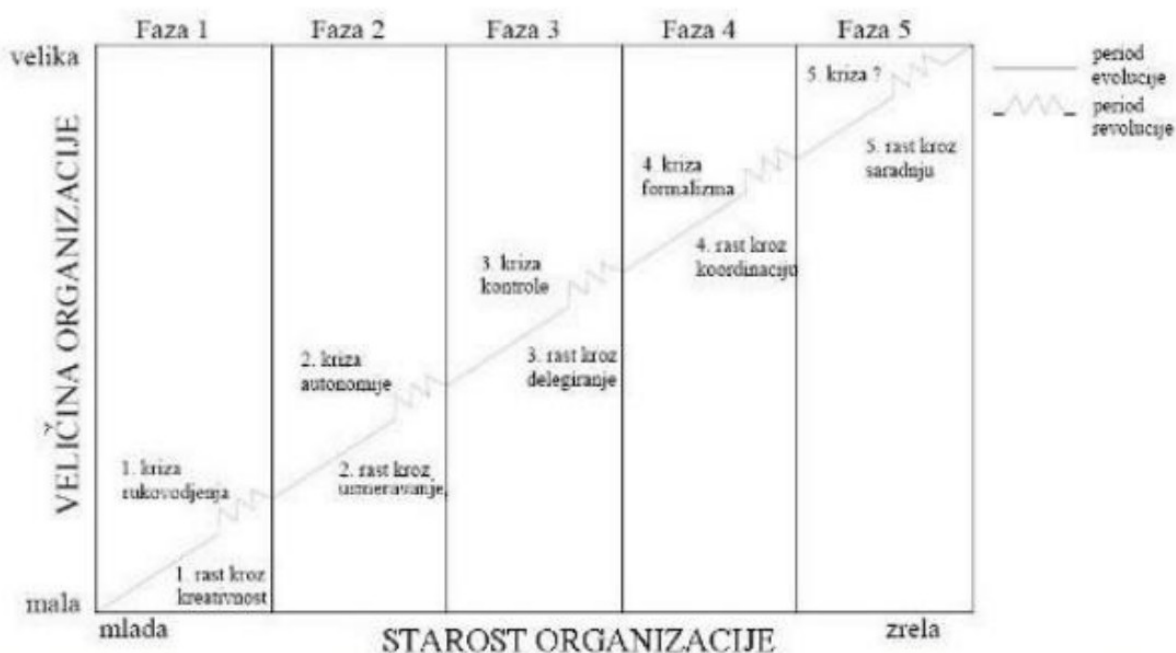 Faza 1
Faza 2
Faza 3
Faza 4
Faza 5
velika
VELIČINA ORGANIZACIJE
mala
mlada
STAROST ORGANIZACIJE
zrela
1. kriza
rukovodjenja
1. rast kroz
kreativnost
2. kriza
autonomije
2. rast kroz
usmeravanje,
3. kriza
kontrole
3. rast kroz
delegiranje
4. kriza
formalizma
4. rast kroz
koordinaciju
5. kriza ?
5. rast kroz
saradnju
period
evolucije
period
revolucije